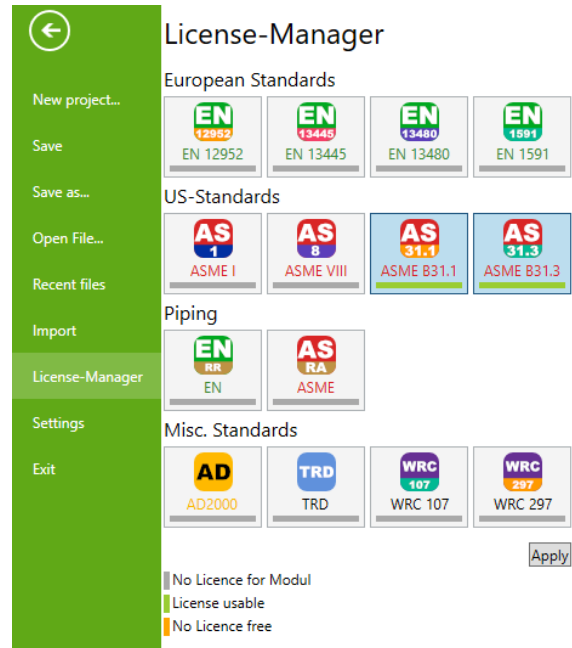 License-Manager
New project...
Save
Save as...
Open File...
Recent files
Import
License-Manager
Settings
Exit
European Standards
EN 12952
EN 13445
EN 13480
EN 1591
EN 12952
EN 13445
EN 13480
EN 1591
US-Standards
AS 1
AS 8
AS 31.1
AS 31.3
ASME I
ASME VIII
ASME B31.1
ASME B31.3
Piping
EN RR
AS RA
EN
ASME
Misc. Standards
AD
TRD
WRC 107
WRC 297
AD2000
TRD
WRC 107
WRC 297
Apply
No Licence for Modul
License usable
No Licence free